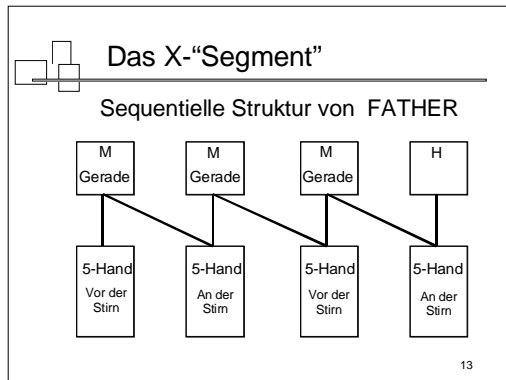 Das X-“Segment”
Sequentielle Struktur von FATHER
M M M H
Gerade Gerade Gerade
5-Hand 5-Hand 5-Hand 5-Hand
Vor der An der Vor der An der
Stirn Stirn Stirn Stirn
13